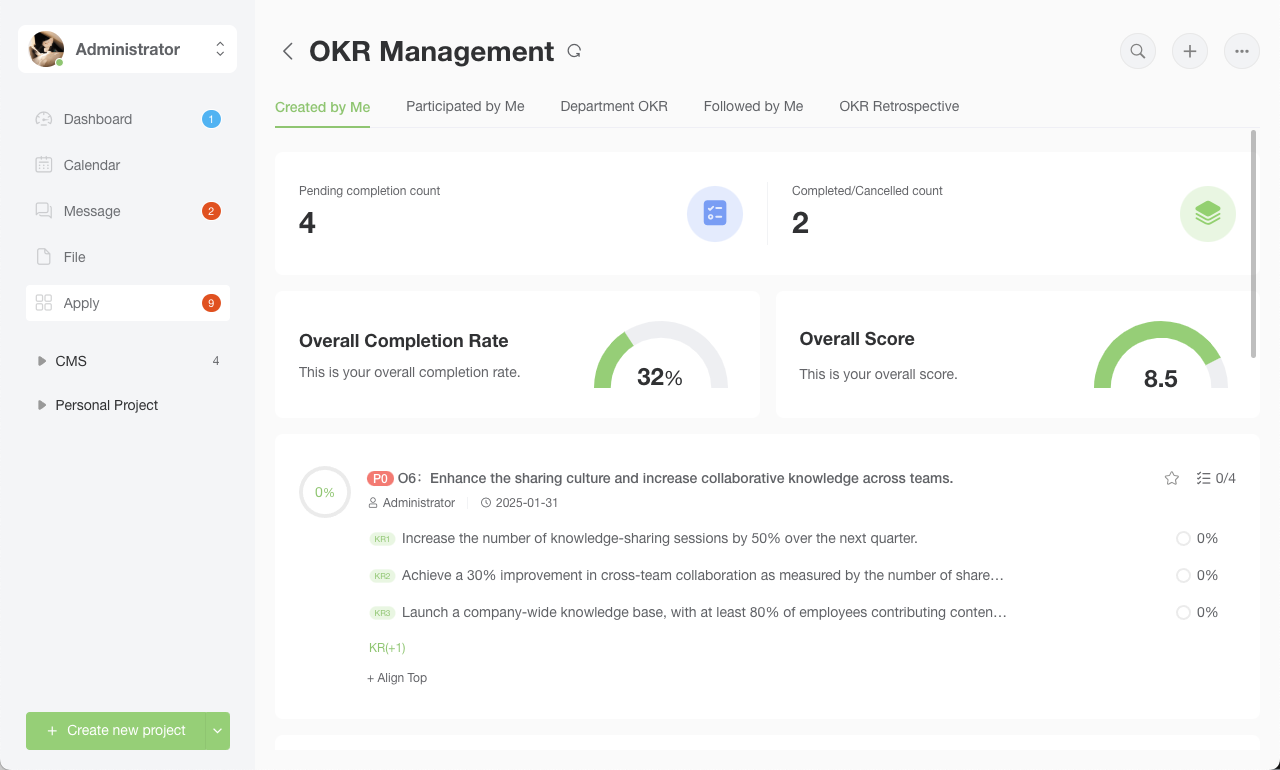 Administrator
Dashboard
1
Calendar
Message
2
File
Apply
9
CMS
4
Personal Project
+ Create new project
OKR Management
Created by Me
Participated by Me
Department OKR
Followed by Me
OKR Retrospective
Pending completion count
4
Completed/Cancelled count
2
Overall Completion Rate
This is your overall completion rate.
32%
Overall Score
This is your overall score.
8.5
0%
P0 O6: Enhance the sharing culture and increase collaborative knowledge across teams.
0/4
Administrator
2025-01-31
KR1 Increase the number of knowledge-sharing sessions by 50% over the next quarter.
0%
KR2 Achieve a 30% improvement in cross-team collaboration as measured by the number of share…
0%
KR3 Launch a company-wide knowledge base, with at least 80% of employees contributing conten…
0%
KR(+1)
+ Align Top